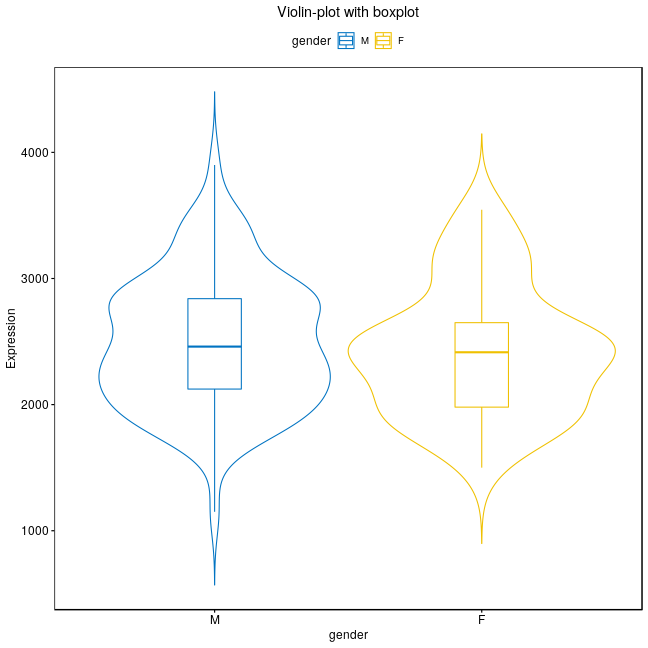 Violin-plot with boxplot
gender M F
4000
3000
2000
1000
Expression
M F
gender